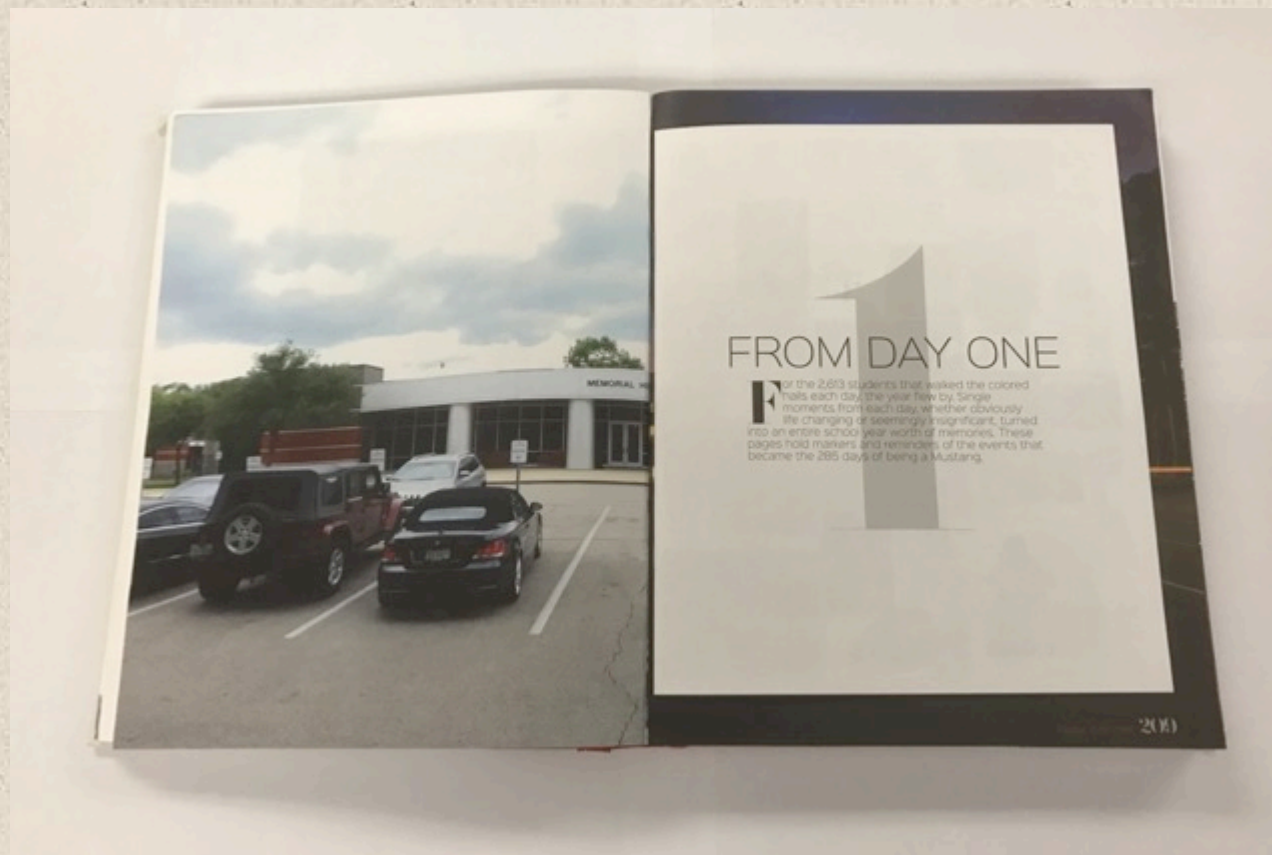 MEMORIAL H
1
FROM DAY ONE
For the 2,613 students that walked the colored
halls each day, the year flew by. Single
moments from each day, whether obviously
life changing or seemingly insignificant, turned
into an entire school year worth of memories. These
pages hold markers and reminders of the events that
became the 285 days of being a Mustang.
209